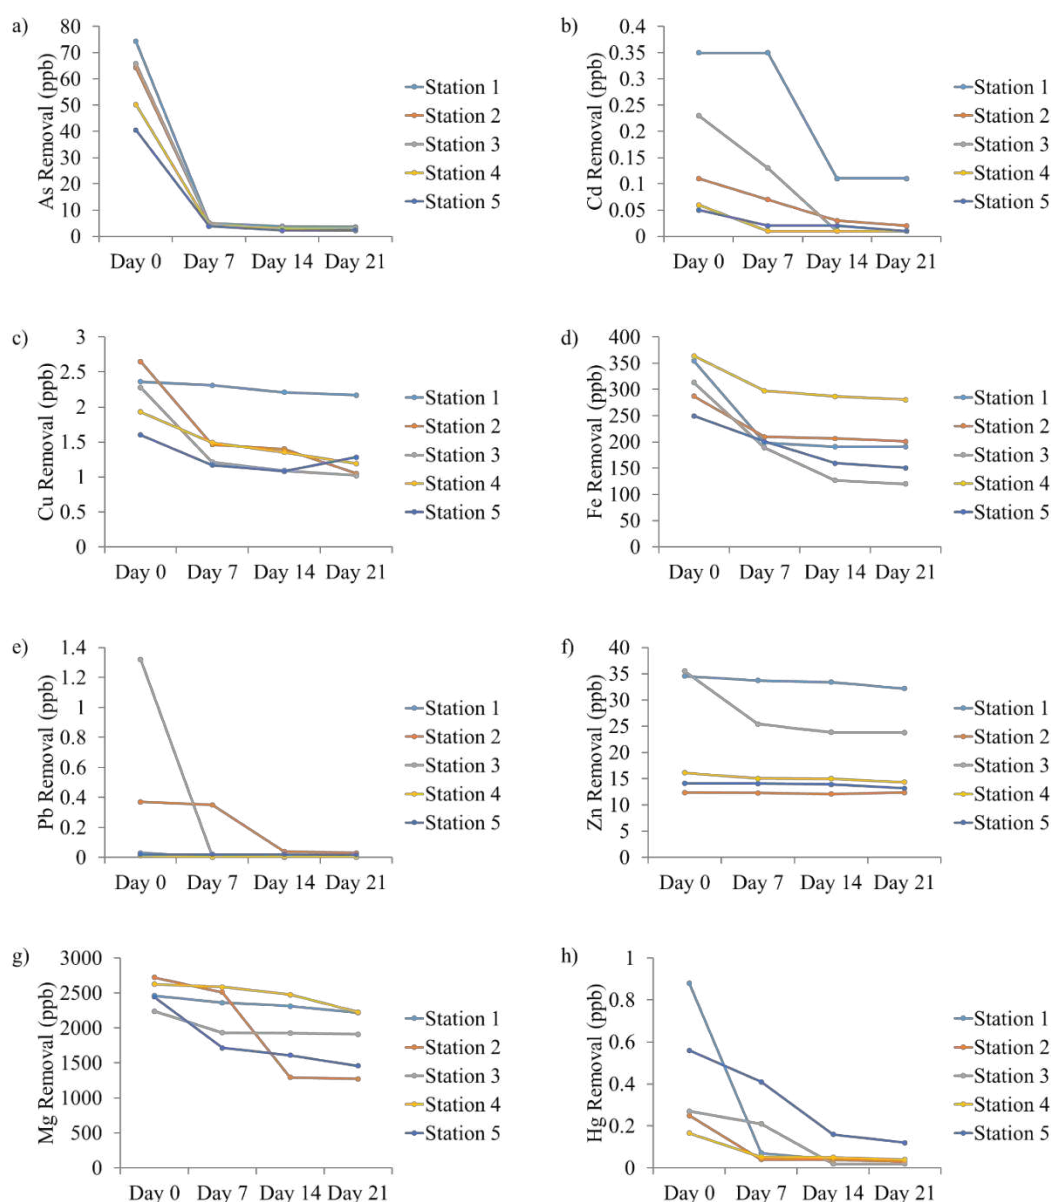 a)
As Removal (ppb)
80
70
60
50
40
30
20
10
0
Day 0 Day 7 Day 14 Day 21
Station 1
Station 2
Station 3
Station 4
Station 5
b)
Cd Removal (ppb)
0.4
0.35
0.3
0.25
0.2
0.15
0.1
0.05
0
Day 0 Day 7 Day 14 Day 21
Station 1
Station 2
Station 3
Station 4
Station 5
c)
Cu Removal (ppb)
3
2.5
2
1.5
1
0.5
0
Day 0 Day 7 Day 14 Day 21
Station 1
Station 2
Station 3
Station 4
Station 5
d)
Fe Removal (ppb)
400
350
300
250
200
150
100
50
0
Day 0 Day 7 Day 14 Day 21
Station 1
Station 2
Station 3
Station 4
Station 5
e)
Pb Removal (ppb)
1.4
1.2
1
0.8
0.6
0.4
0.2
0
Day 0 Day 7 Day 14 Day 21
Station 1
Station 2
Station 3
Station 4
Station 5
f)
Zn Removal (ppb)
40
35
30
25
20
15
10
5
0
Day 0 Day 7 Day 14 Day 21
Station 1
Station 2
Station 3
Station 4
Station 5
g)
Mg Removal (ppb)
3000
2500
2000
1500
1000
500
0
Day 0 Day 7 Day 14 Day 21
Station 1
Station 2
Station 3
Station 4
Station 5
h)
Hg Removal (ppb)
1
0.8
0.6
0.4
0.2
0
Day 0 Day 7 Day 14 Day 21
Station 1
Station 2
Station 3
Station 4
Station 5